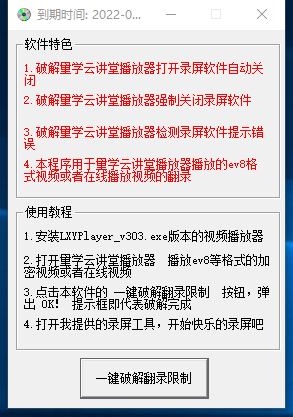 到期时间: 2022-0...
软件特色
1.破解量学云讲堂播放器打开录屏软件自动关
闭
2.破解量学云讲堂播放器强制关闭录屏软件
3.破解量学云讲堂播放器检测录屏软件提示错
误
4.本程序用于量学云讲堂播放器播放的ev8格
式视频或者在线播放视频的翻录
使用教程
1.安装LXYPlayer_v303.exe版本的视频播放器
2.打开量学云讲堂播放器 播放ev8等格式的加
密视频或者在线视频
3.点击本软件的 一键破解翻录限制 按钮，弹
出 OK! 提示框即代表破解完成
4.打开我提供的录屏工具，开始快乐的录屏吧
一键破解翻录限制